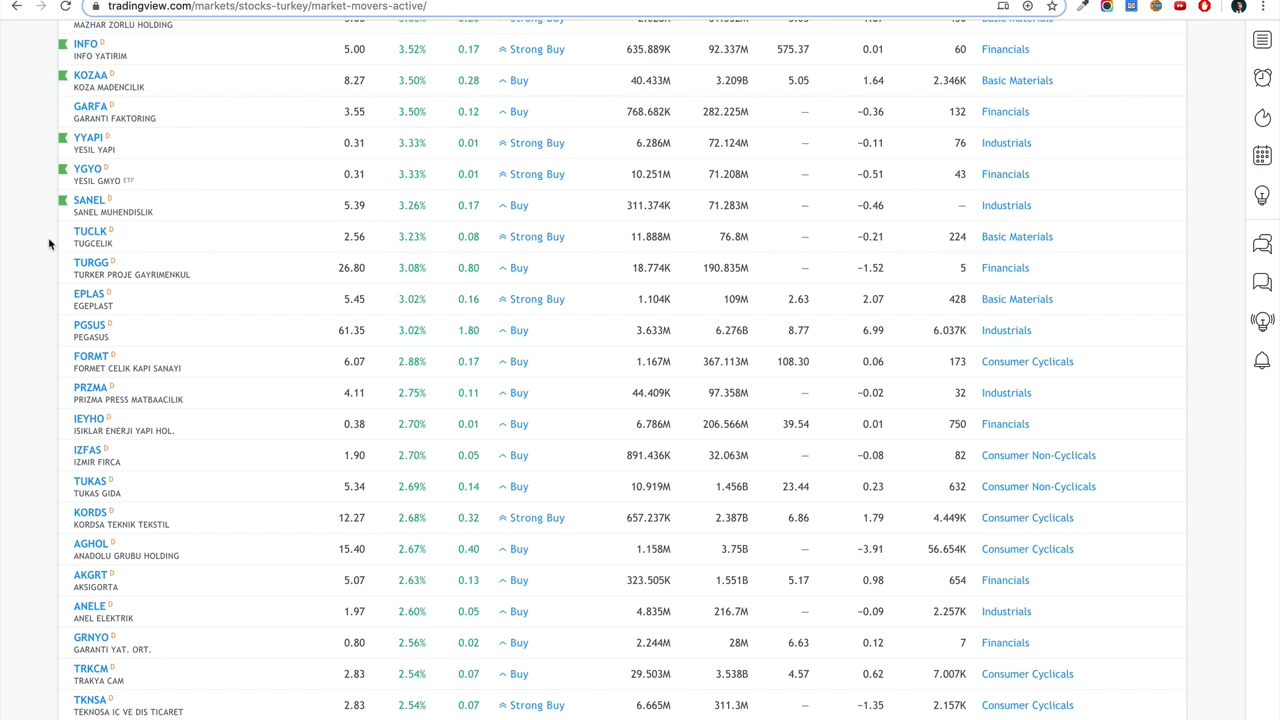 tradingview.com/markets/stocks-turkey/market-movers-active/
MAZHAR ZORLU HOLDING
INFO D 5.00 3.52% 0.17 Strong Buy 635.889K 92.337M 575.37 0.01 60 Financials
INFO YATIRIM
KOZAA D 8.27 3.50% 0.28 Buy 40.433M 3.209B 5.05 1.64 2.346K Basic Materials
KOZA MADENCILIK
GARFA D 3.55 3.50% 0.12 Buy 768.682K 282.225M — −0.36 132 Financials
GARANTI FAKTORING
YYAPI D 0.31 3.33% 0.01 Strong Buy 6.286M 72.124M — −0.11 76 Industrials
YESIL YAPI
YGYO D 0.31 3.33% 0.01 Strong Buy 10.251M 71.208M — −0.51 43 Financials
YESIL GMYO ETF
SANEL D 5.39 3.26% 0.17 Buy 311.374K 71.283M — −0.46 — Industrials
SANEL MUHENDISLIK
TUCLK D 2.56 3.23% 0.08 Strong Buy 11.888M 76.8M — −0.21 224 Basic Materials
TUGCELIK
TURGG D 26.80 3.08% 0.80 Buy 18.774K 190.835M — −1.52 5 Financials
TURKER PROJE GAYRIMENKUL
EPLAS D 5.45 3.02% 0.16 Strong Buy 1.104K 109M 2.63 2.07 428 Basic Materials
EGEPLAST
PGSUS D 61.35 3.02% 1.80 Buy 3.633M 6.276B 8.77 6.99 6.037K Industrials
PEGASUS
FORMT D 6.07 2.88% 0.17 Buy 1.167M 367.113M 108.30 0.06 173 Consumer Cyclicals
FORMET CELIK KAPI SANAYI
PRZMA D 4.11 2.75% 0.11 Buy 44.409K 97.358M — −0.02 32 Industrials
PRIZMA PRESS MATBAACILIK
IEYHO D 0.38 2.70% 0.01 Buy 6.786M 206.566M 39.54 0.01 750 Financials
ISIKLAR ENERJI YAPI HOL.
IZFAS D 1.90 2.70% 0.05 Buy 891.436K 32.063M — −0.08 82 Consumer Non-Cyclicals
IZMIR FIRCA
TUKAS D 5.34 2.69% 0.14 Buy 10.919M 1.456B 23.44 0.23 632 Consumer Non-Cyclicals
TUKAS GIDA
KORDS D 12.27 2.68% 0.32 Strong Buy 657.237K 2.387B 6.86 1.79 4.449K Consumer Cyclicals
KORDSA TEKNIK TEKSTIL
AGHOL D 15.40 2.67% 0.40 Buy 1.158M 3.75B — −3.91 56.654K Consumer Cyclicals
ANADOLU GRUBU HOLDING
AKGRT D 5.07 2.63% 0.13 Buy 323.505K 1.551B 5.17 0.98 654 Financials
AKSIGORTA
ANELE D 1.97 2.60% 0.05 Buy 4.835M 216.7M — −0.09 2.257K Industrials
ANEL ELEKTRIK
GRNYO D 0.80 2.56% 0.02 Buy 2.244M 28M 6.63 0.12 7 Financials
GARANTI YAT. ORT.
TRKCM D 2.83 2.54% 0.07 Buy 29.503M 3.538B 4.57 0.62 7.007K Consumer Cyclicals
TRAKYA CAM
TKNSA D 2.83 2.54% 0.07 Strong Buy 6.665M 311.3M — −1.35 2.157K Consumer Cyclicals
TEKNOSA IC VE DIS TICARET